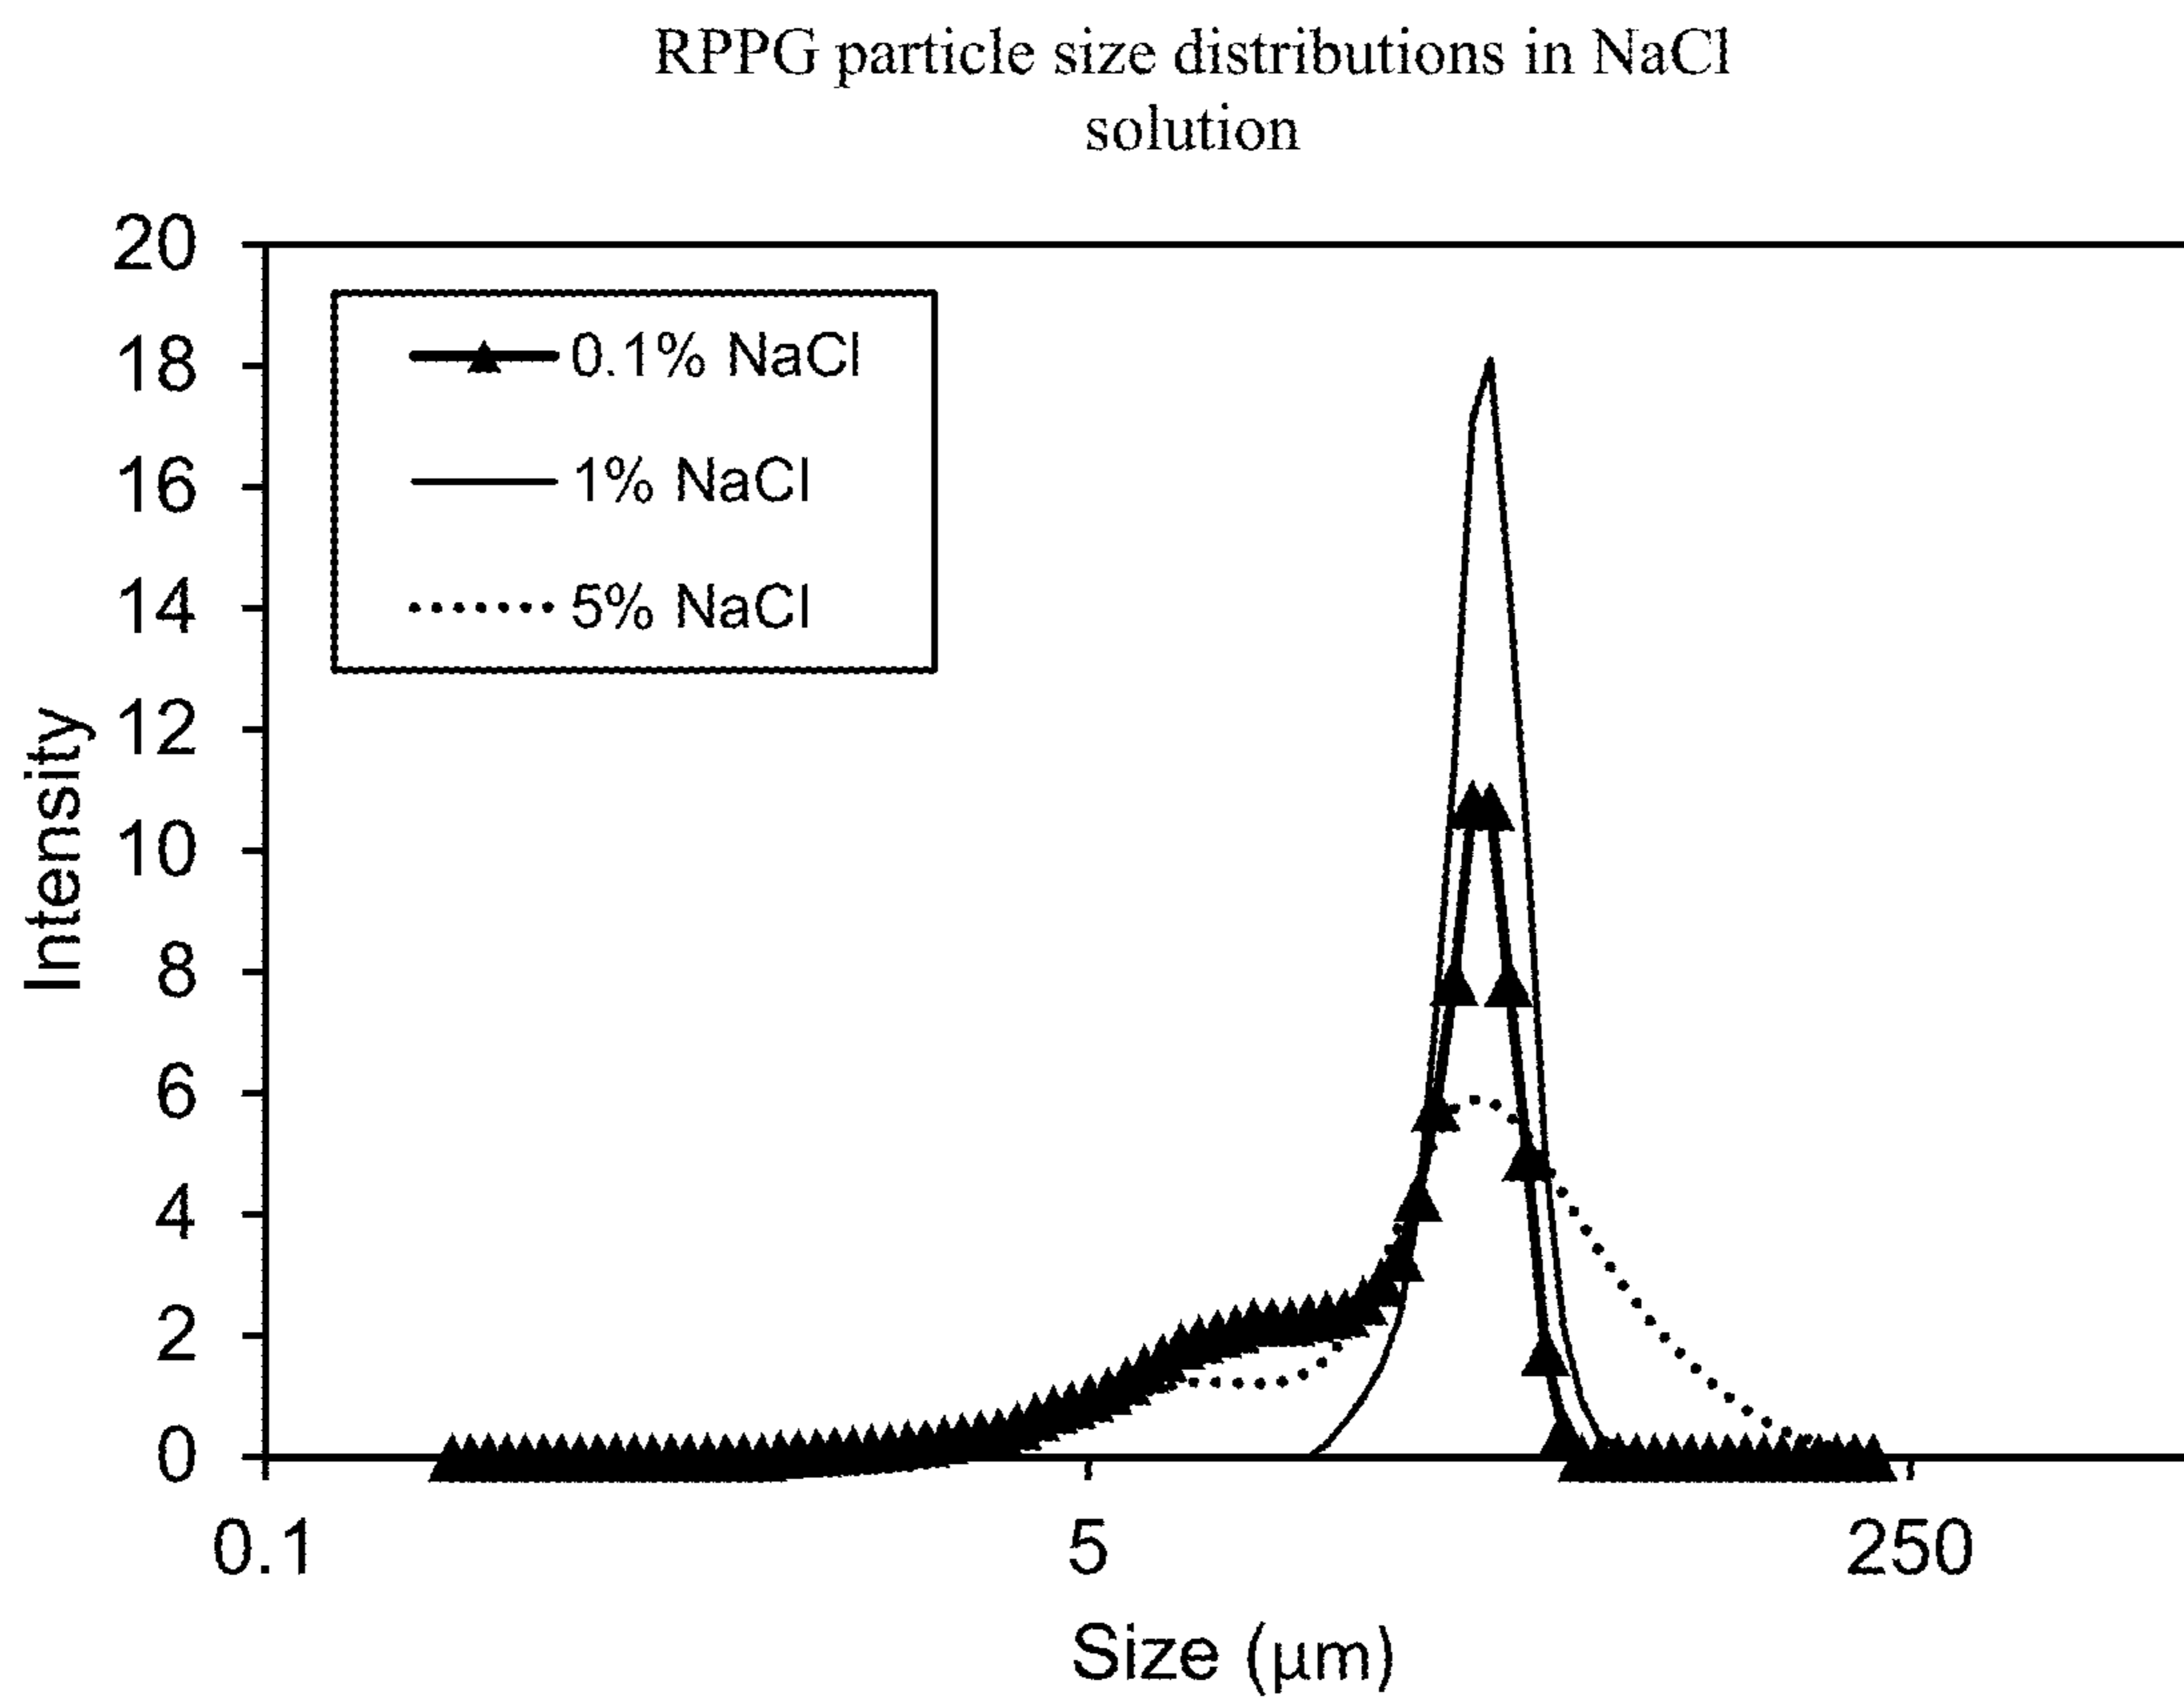 RPPG particle size distributions in NaCl
solution
20
18
16
14
12
10
8
6
4
2
0
Intensity
0.1% NaCl
1% NaCl
5% NaCl
0.1
5
250
Size (μm)